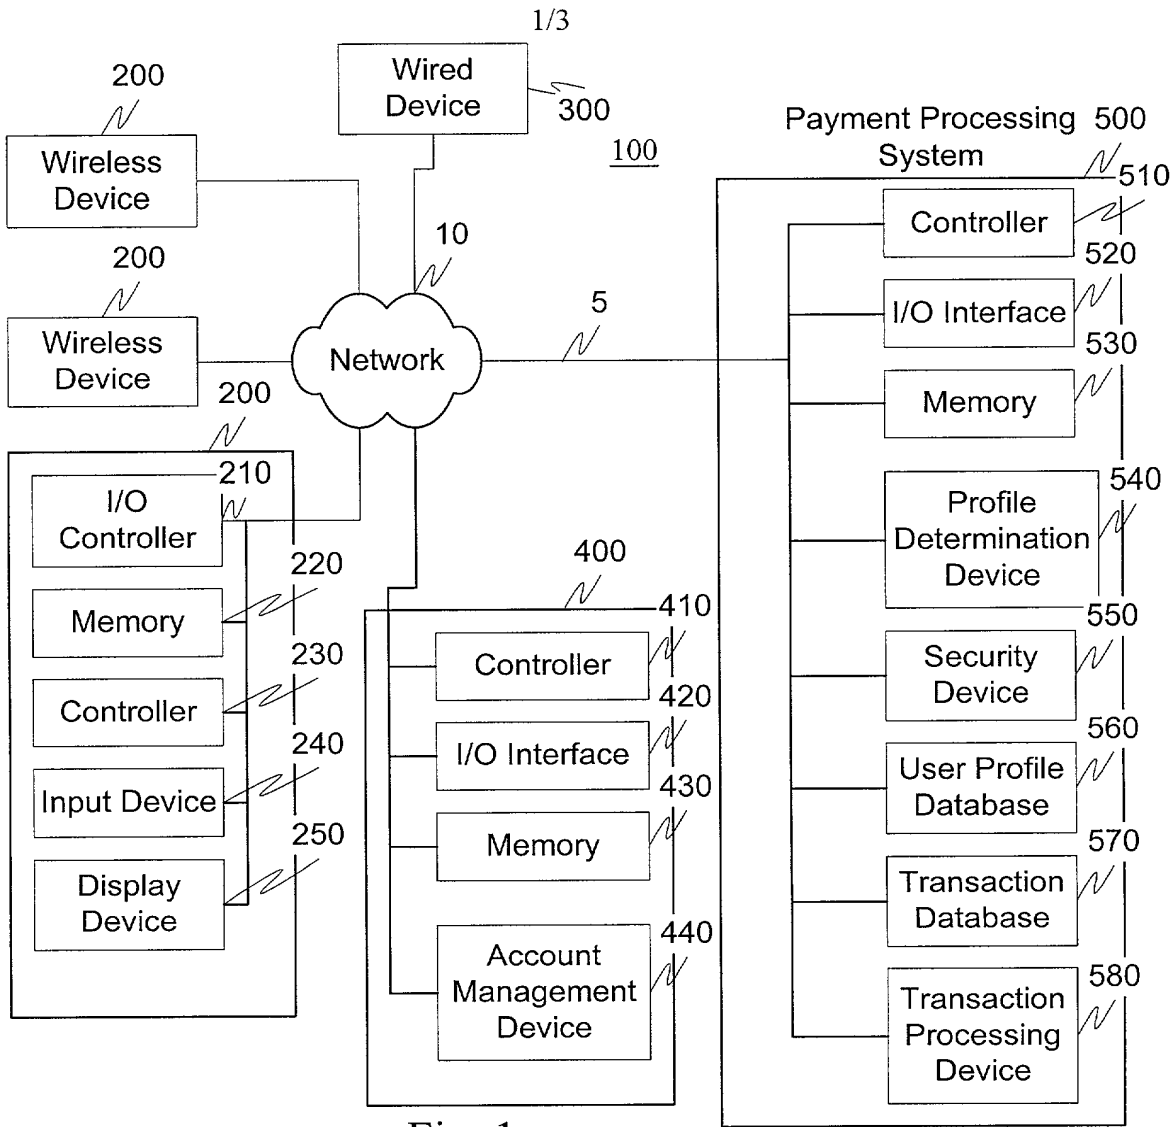 1/3
Wired
Device
300
200
Wireless
Device
100
Payment Processing
System
500
200
Wireless
Device
10
Network
5
200
210
I/O
Controller
220
Memory
230
Controller
240
Input Device
250
Display
Device
400
410
Controller
420
I/O Interface
430
Memory
440
Account
Management
Device
510
Controller
520
I/O Interface
530
Memory
540
Profile
Determination
Device
550
Security
Device
560
User Profile
Database
570
Transaction
Database
580
Transaction
Processing
Device